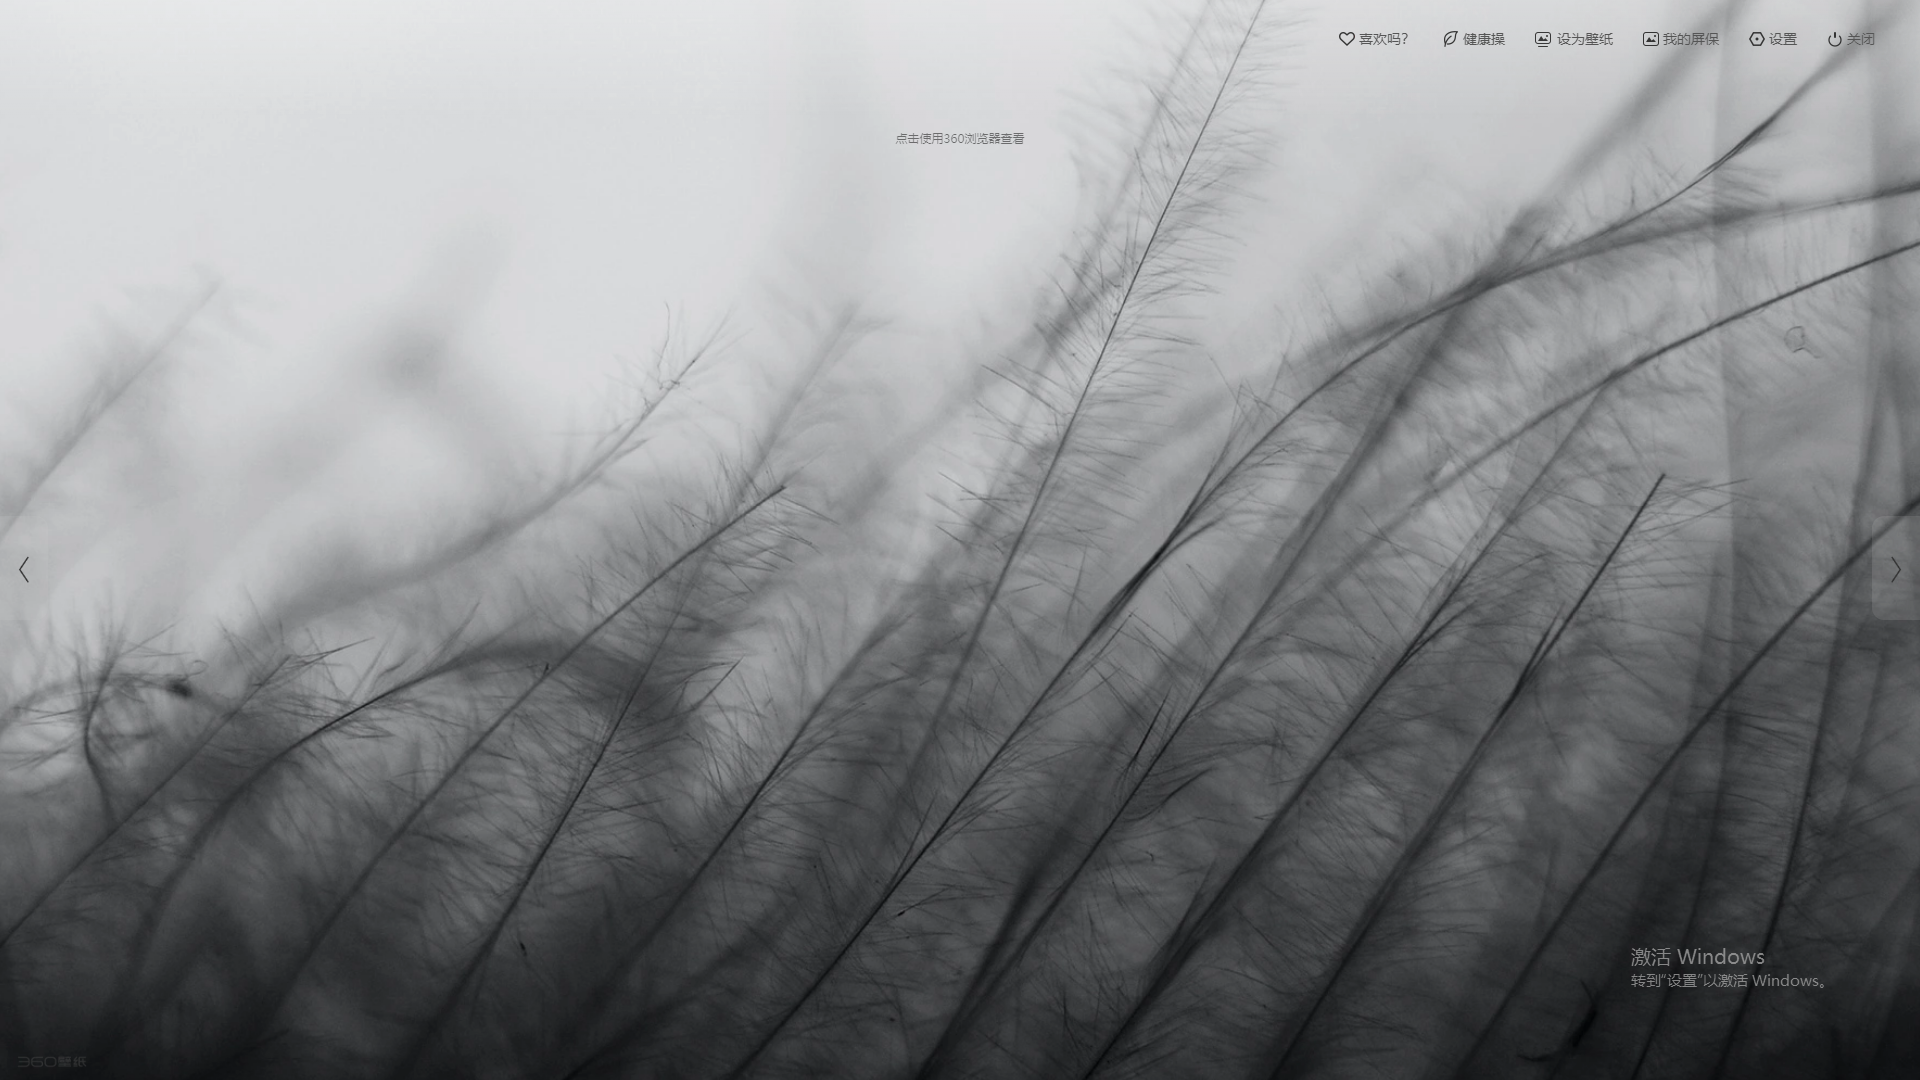 喜欢吗?
健康操
设为壁纸
我的屏保
设置
关闭
点击使用360浏览器查看
激活 Windows
转到“设置”以激活 Windows。
360壁纸